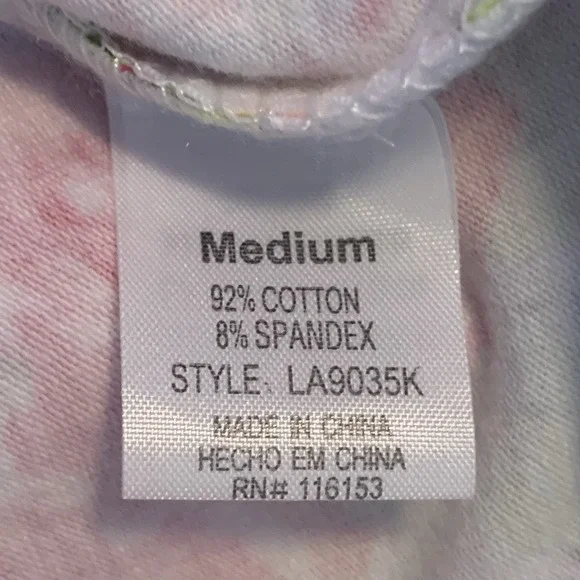 Medium
92% COTTON
8% SPANDEX
STYLE: LA9035K
MADE IN CHINA
HECHO EM CHINA
RN# 116153